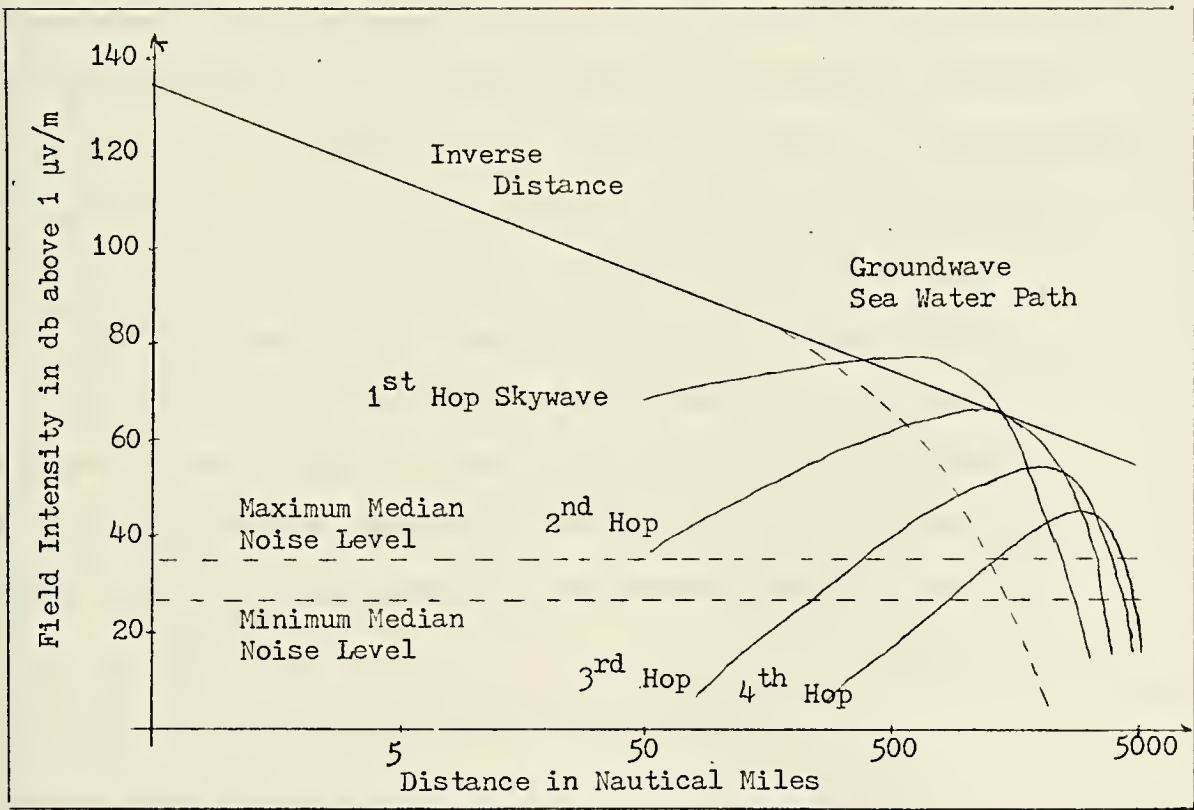 Field Intensity in db above 1 μv/m
140
120
100
80
60
40
20
Inverse
Distance
Groundwave
Sea Water Path
1st Hop Skywave
Maximum Median
Noise Level
2nd Hop
Minimum Median
Noise Level
3rd Hop
4th Hop
5
50
500
5000
Distance in Nautical Miles